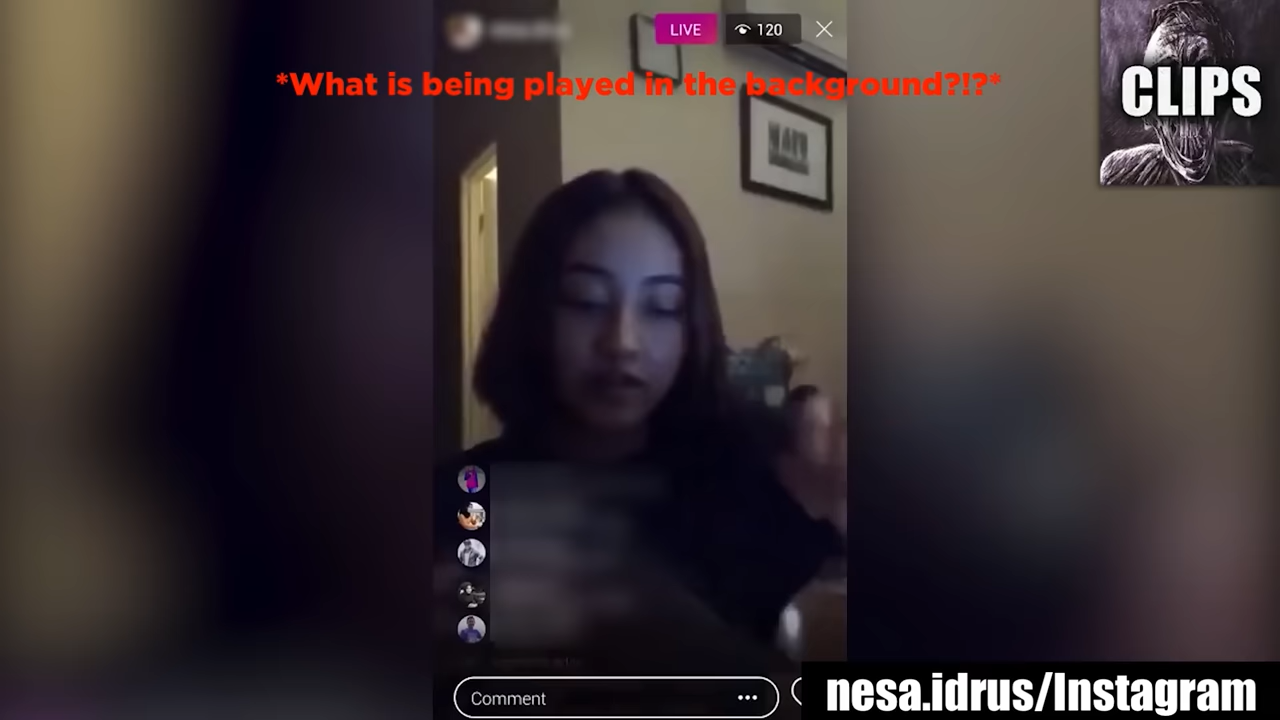 LIVE
120
*What is being played in the background?!?*
CLIPS
Comment
nesa.idrus/Instagram